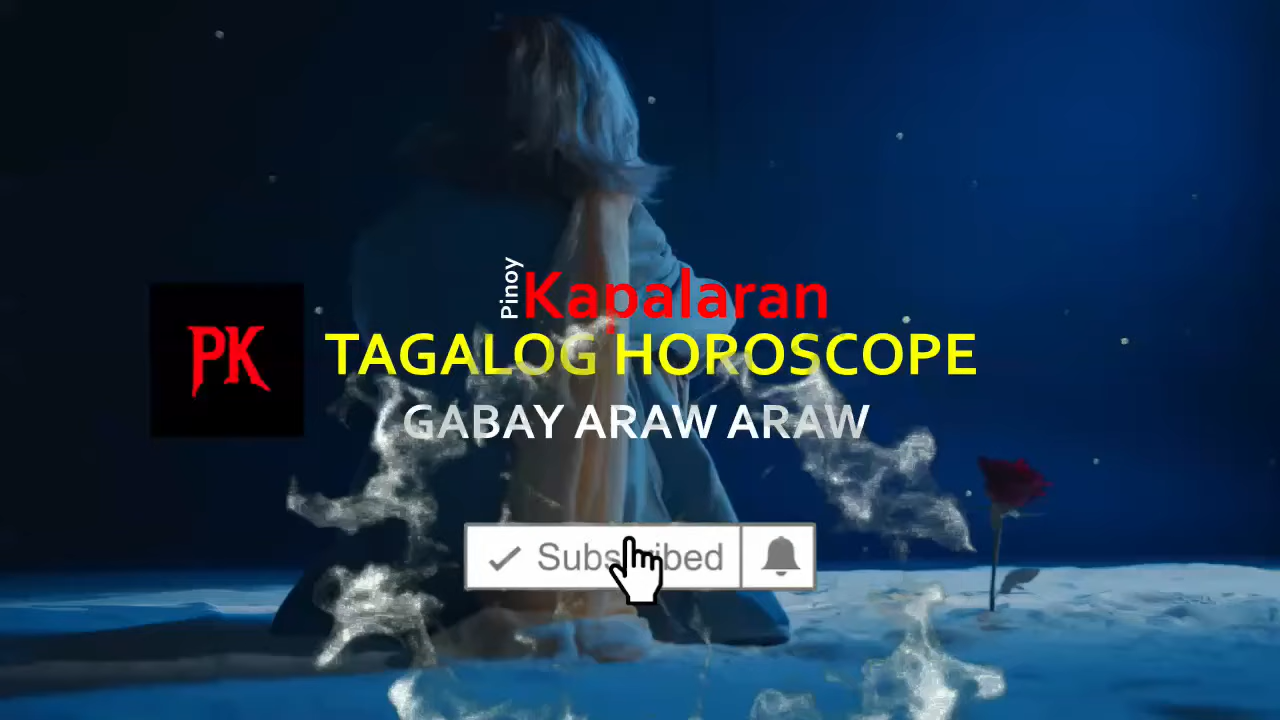 Pinoy
Kapalaran
PK
TAGALOG HOROSCOPE
GABAY ARAW ARAW
Subscribed